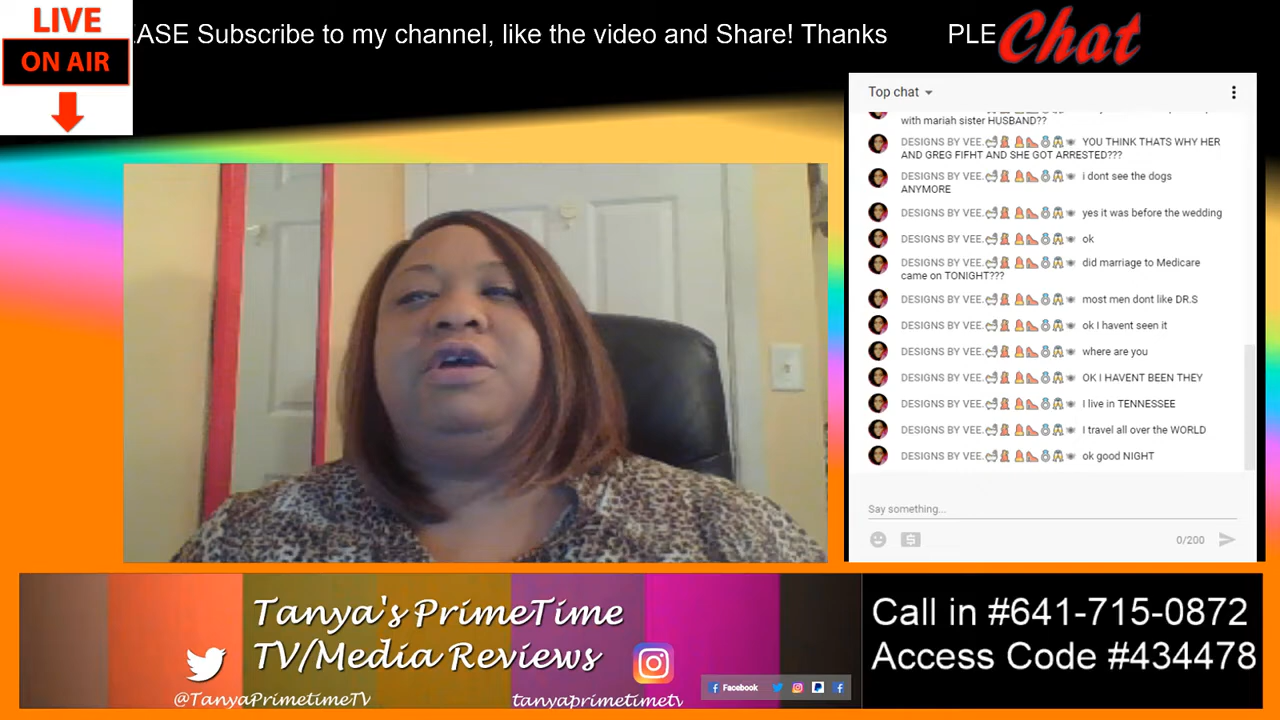 LIVE
ON AIR
EASE Subscribe to my channel, like the video and Share! Thanks PLE
Chat
Top chat
with mariah sister HUSBAND??
DESIGNS BY VEE. YOU THINK THATS WHY HER
AND GREG FIFHT AND SHE GOT ARRESTED???
DESIGNS BY VEE. i dont see the dogs
ANYMORE
DESIGNS BY VEE. yes it was before the wedding
DESIGNS BY VEE. ok
DESIGNS BY VEE. did marriage to Medicare
came on TONIGHT???
DESIGNS BY VEE. most men dont like DR.S
DESIGNS BY VEE. ok I havent seen it
DESIGNS BY VEE. where are you
DESIGNS BY VEE. OK I HAVENT BEEN THEY
DESIGNS BY VEE. I live in TENNESSEE
DESIGNS BY VEE. I travel all over the WORLD
DESIGNS BY VEE. ok good NIGHT
Say something...
0/200
Tanya's PrimeTime
TV/Media Reviews
@TanyaPrimetimeTV
tanyaprimetimetv
Facebook
Call in #641-715-0872
Access Code #434478